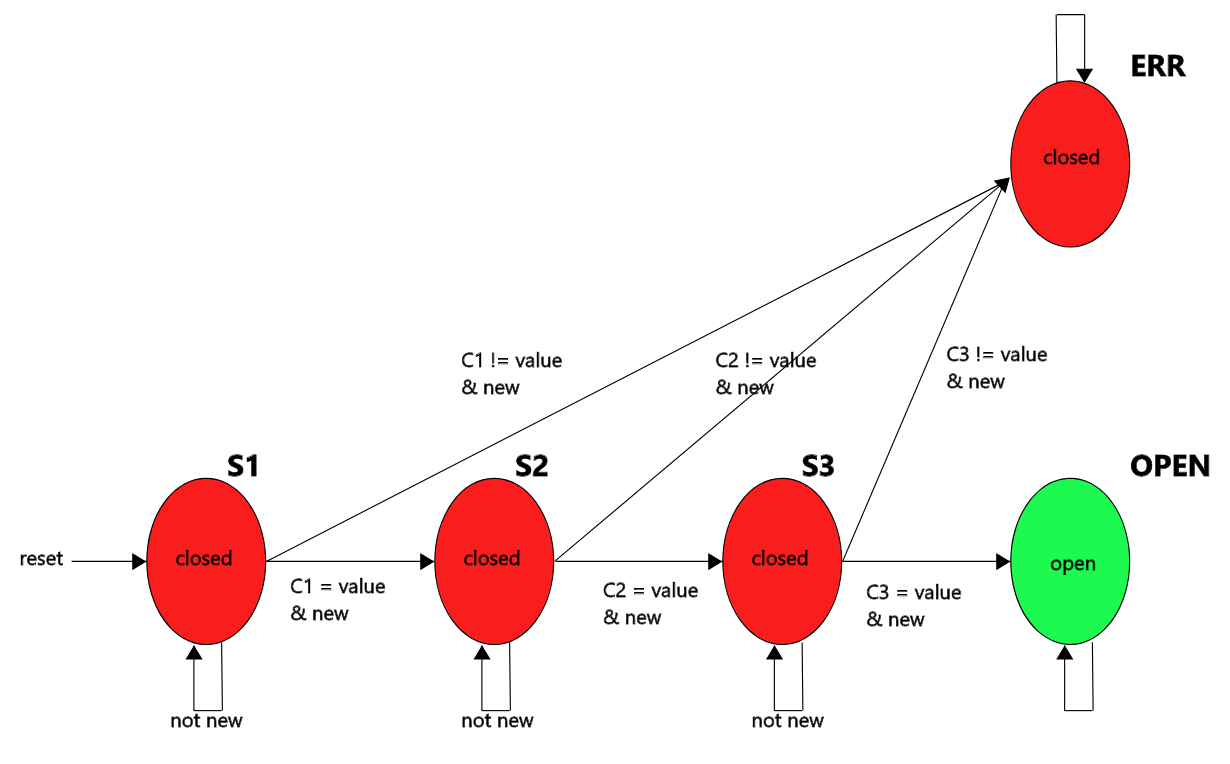 ERR
closed
C1 != value
& new
C2 != value
& new
C3 != value
& new
S1
S2
S3
OPEN
reset
closed
closed
closed
open
C1 = value
& new
C2 = value
& new
C3 = value
& new
not new
not new
not new